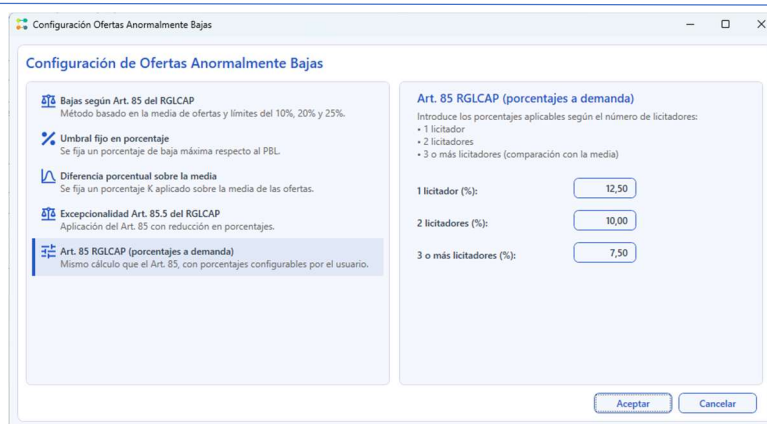 Configuración Ofertas Anormalmente Bajas
Configuración de Ofertas Anormalmente Bajas
Bajas según Art. 85 del RGLCAP
Método basado en la media de ofertas y límites del 10%, 20% y 25%.
Umbral fijo en porcentaje
Se fija un porcentaje de baja máxima respecto al PBL.
Diferencia porcentual sobre la media
Se fija un porcentaje K aplicado sobre la media de las ofertas.
Excepcionalidad Art. 85.5 del RGLCAP
Aplicación del Art. 85 con reducción en porcentajes.
Art. 85 RGLCAP (porcentajes a demanda)
Mismo cálculo que el Art. 85, con porcentajes configurables por el usuario.
Art. 85 RGLCAP (porcentajes a demanda)
Introduce los porcentajes aplicables según el número de licitadores:
• 1 licitador
• 2 licitadores
• 3 o más licitadores (comparación con la media)
1 licitador (%): 12,50
2 licitadores (%): 10,00
3 o más licitadores (%): 7,50
Aceptar Cancelar